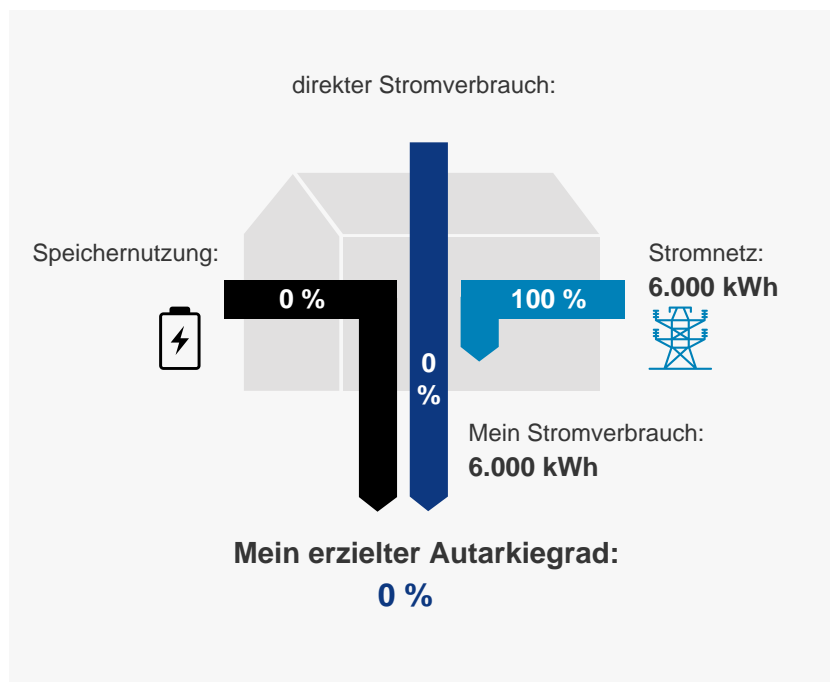 direkter Stromverbrauch:
Speichernutzung:
Stromnetz:
6.000 kWh
0 %
100 %
0
%
Mein Stromverbrauch:
6.000 kWh
Mein erzielter Autarkiegrad:
0 %